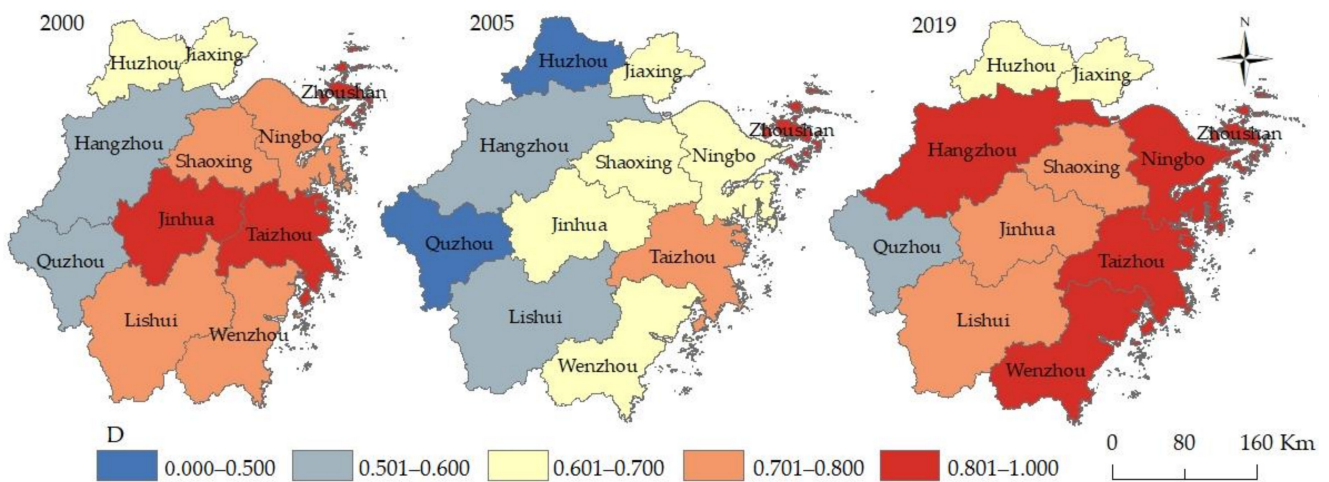 2000
Huzhou
Jiaxing
Zhoushan
Hangzhou
Ningbo
Shaoxing
Jinhua
Taizhou
Quzhou
Lishui
Wenzhou
2005
Huzhou
Jiaxing
Zhoushan
Hangzhou
Shaoxing
Ningbo
Quzhou
Jinhua
Taizhou
Lishui
Wenzhou
2019
N
Huzhou
Jiaxing
Zhoushan
Hangzhou
Ningbo
Shaoxing
Jinhua
Quzhou
Taizhou
Lishui
Wenzhou
D
0.000–0.500
0.501–0.600
0.601–0.700
0.701–0.800
0.801–1.000
0 80 160 Km